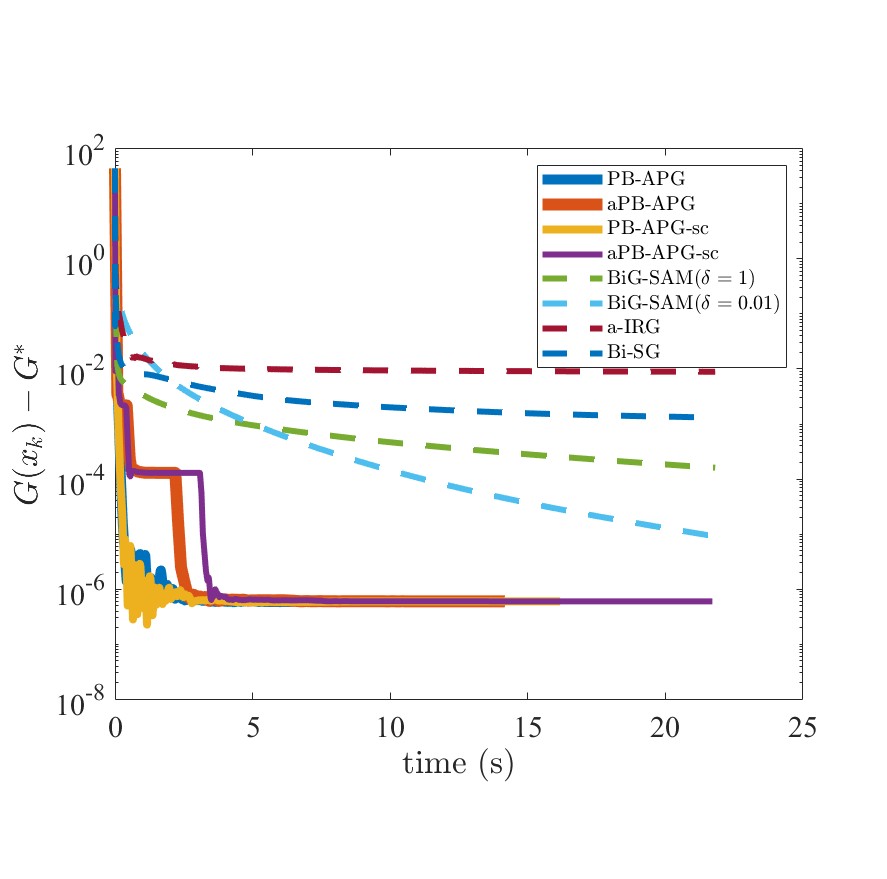 10^2
10^0
10^-2
10^-4
10^-6
10^-8
G(x_k) − G*
PB-APG
aPB-APG
PB-APG-sc
aPB-APG-sc
BiG-SAM(δ = 1)
BiG-SAM(δ = 0.01)
a-IRG
Bi-SG
0 5 10 15 20 25
time (s)